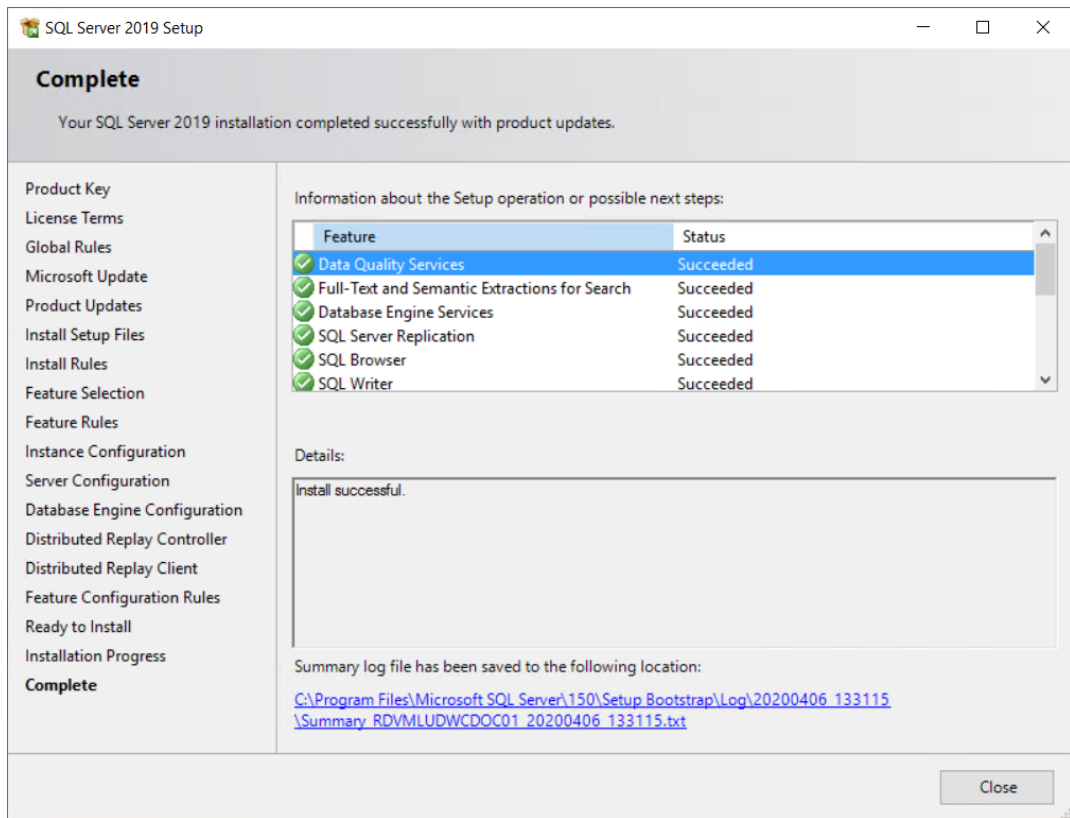 SQL Server 2019 Setup
Complete
Your SQL Server 2019 installation completed successfully with product updates.
Product Key
License Terms
Global Rules
Microsoft Update
Product Updates
Install Setup Files
Install Rules
Feature Selection
Feature Rules
Instance Configuration
Server Configuration
Database Engine Configuration
Distributed Replay Controller
Distributed Replay Client
Feature Configuration Rules
Ready to Install
Installation Progress
Complete
Information about the Setup operation or possible next steps:
Feature Status
Data Quality Services Succeeded
Full-Text and Semantic Extractions for Search Succeeded
Database Engine Services Succeeded
SQL Server Replication Succeeded
SQL Browser Succeeded
SQL Writer Succeeded
Details:
Install successful.
Summary log file has been saved to the following location:
C:\Program Files\Microsoft SQL Server\150\Setup Bootstrap\Log\20200406_133115
\Summary_RDVMLUDWCDOC01_20200406_133115.txt
Close